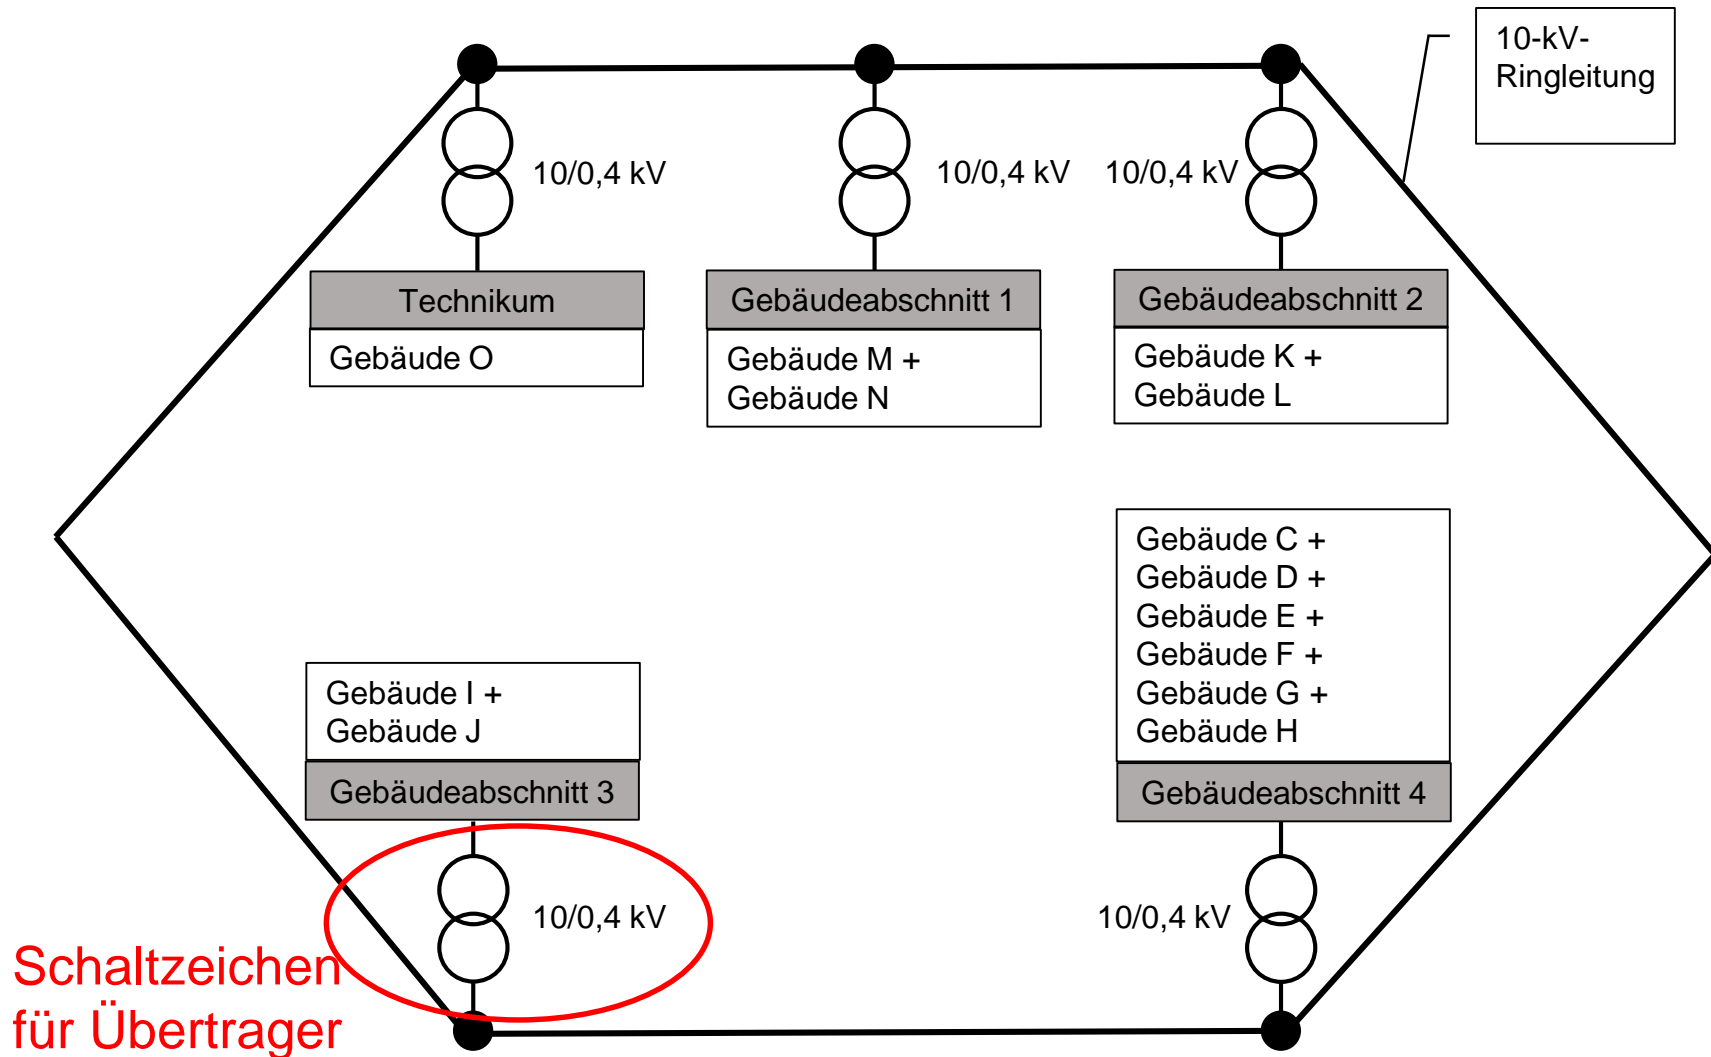 10-kV-
Ringleitung
10/0,4 kV
10/0,4 kV
10/0,4 kV
Technikum
Gebäude O
Gebäudeabschnitt 1
Gebäude M +
Gebäude N
Gebäudeabschnitt 2
Gebäude K +
Gebäude L
Gebäude I +
Gebäude J
Gebäudeabschnitt 3
10/0,4 kV
Gebäude C +
Gebäude D +
Gebäude E +
Gebäude F +
Gebäude G +
Gebäude H
Gebäudeabschnitt 4
10/0,4 kV
Schaltzeichen
für Übertrager